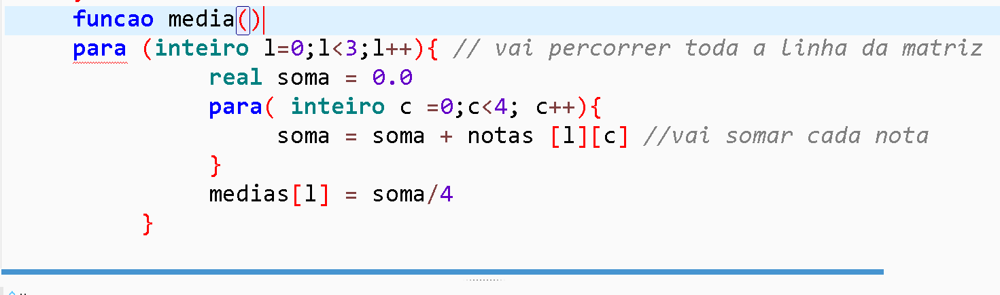 funcao media()
para (inteiro l=0;l<3;l++){ // vai percorrer toda a linha da matriz
real soma = 0.0
para( inteiro c =0;c<4; c++){
soma = soma + notas [l][c] //vai somar cada nota
}
medias[l] = soma/4
}